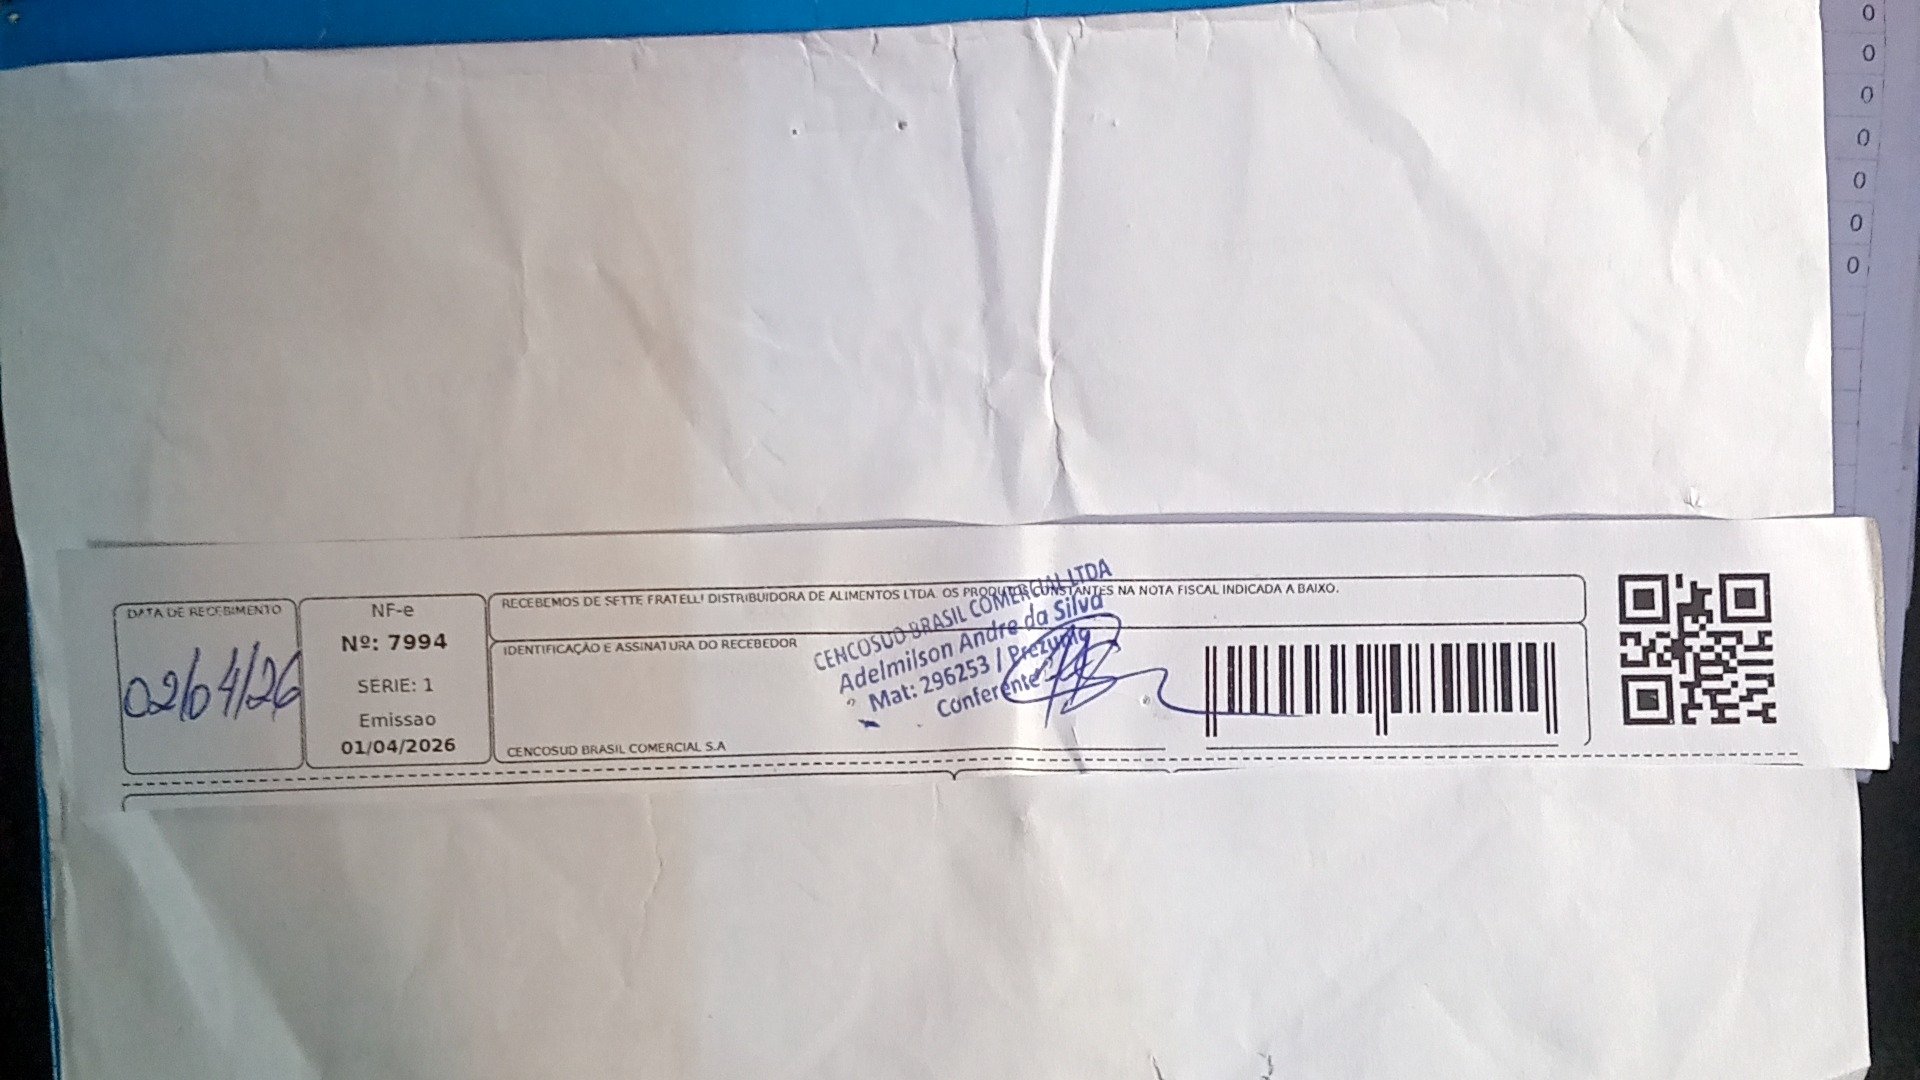 0
0
0
0
0
0
0
DATA DE RECEBIMENTO
02/04/26
NF-e
Nº: 7994
SERIE: 1
Emissao
01/04/2026
RECEBEMOS DE SETTE FRATELLI DISTRIBUIDORA DE ALIMENTOS LTDA. OS PRODUTOS CONSTANTES NA NOTA FISCAL INDICADA A BAIXO.
IDENTIFICAÇÃO E ASSINATURA DO RECEBEDOR
CENCOSUD BRASIL COMERCIAL LTDA
Adelmilson Andre da Silva
Mat: 296253 / Prezunic
Conferente
CENCOSUD BRASIL COMERCIAL S.A